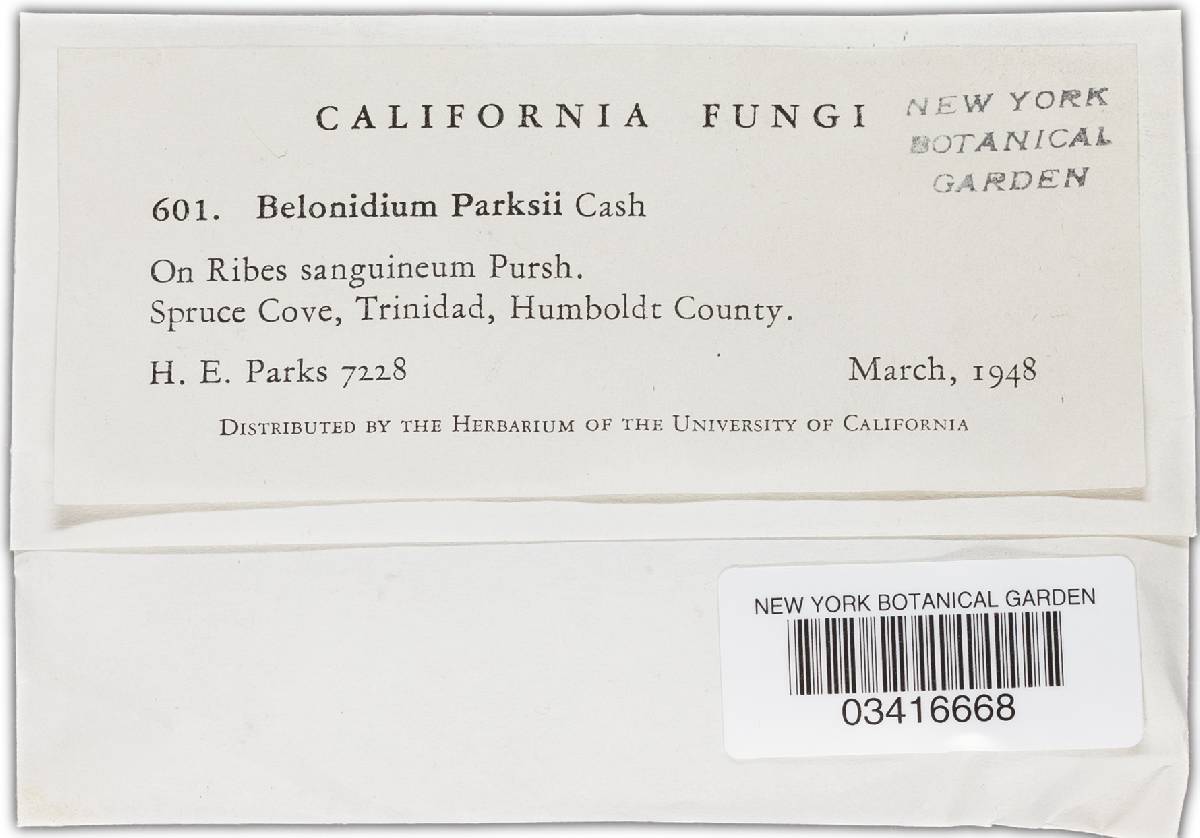 CALIFORNIA FUNGI
NEW YORK
BOTANICAL
GARDEN
601. Belonidium Parksii Cash
On Ribes sanguineum Pursh.
Spruce Cove, Trinidad, Humboldt County.
H. E. Parks 7228 March, 1948
Distributed by the Herbarium of the University of California
NEW YORK BOTANICAL GARDEN
03416668